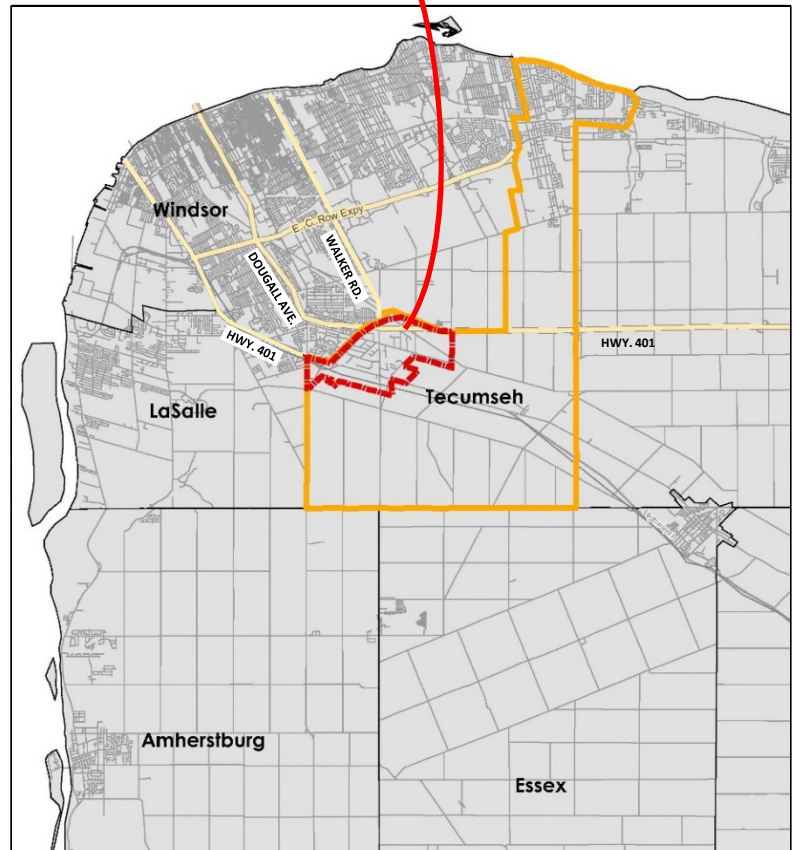 Windsor
E. C. Row Expy
WALKER RD.
DOUGALL AVE.
HWY. 401
HWY. 401
LaSalle
Tecumseh
Amherstburg
Essex